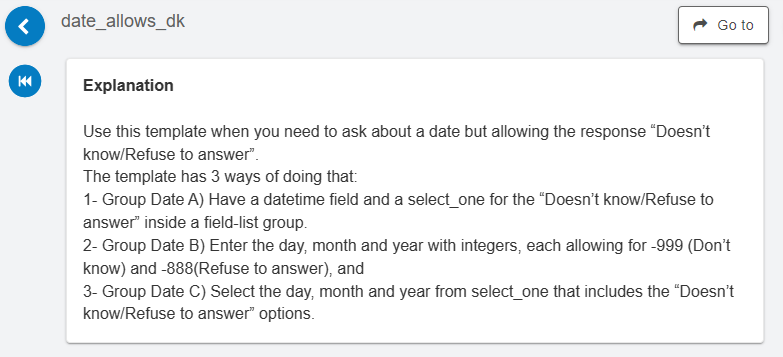 date_allows_dk
Go to
Explanation
Use this template when you need to ask about a date but allowing the response “Doesn’t
know/Refuse to answer”.
The template has 3 ways of doing that:
1- Group Date A) Have a datetime field and a select_one for the “Doesn’t know/Refuse to
answer” inside a field-list group.
2- Group Date B) Enter the day, month and year with integers, each allowing for -999 (Don’t
know) and -888(Refuse to answer), and
3- Group Date C) Select the day, month and year from select_one that includes the “Doesn’t
know/Refuse to answer” options.